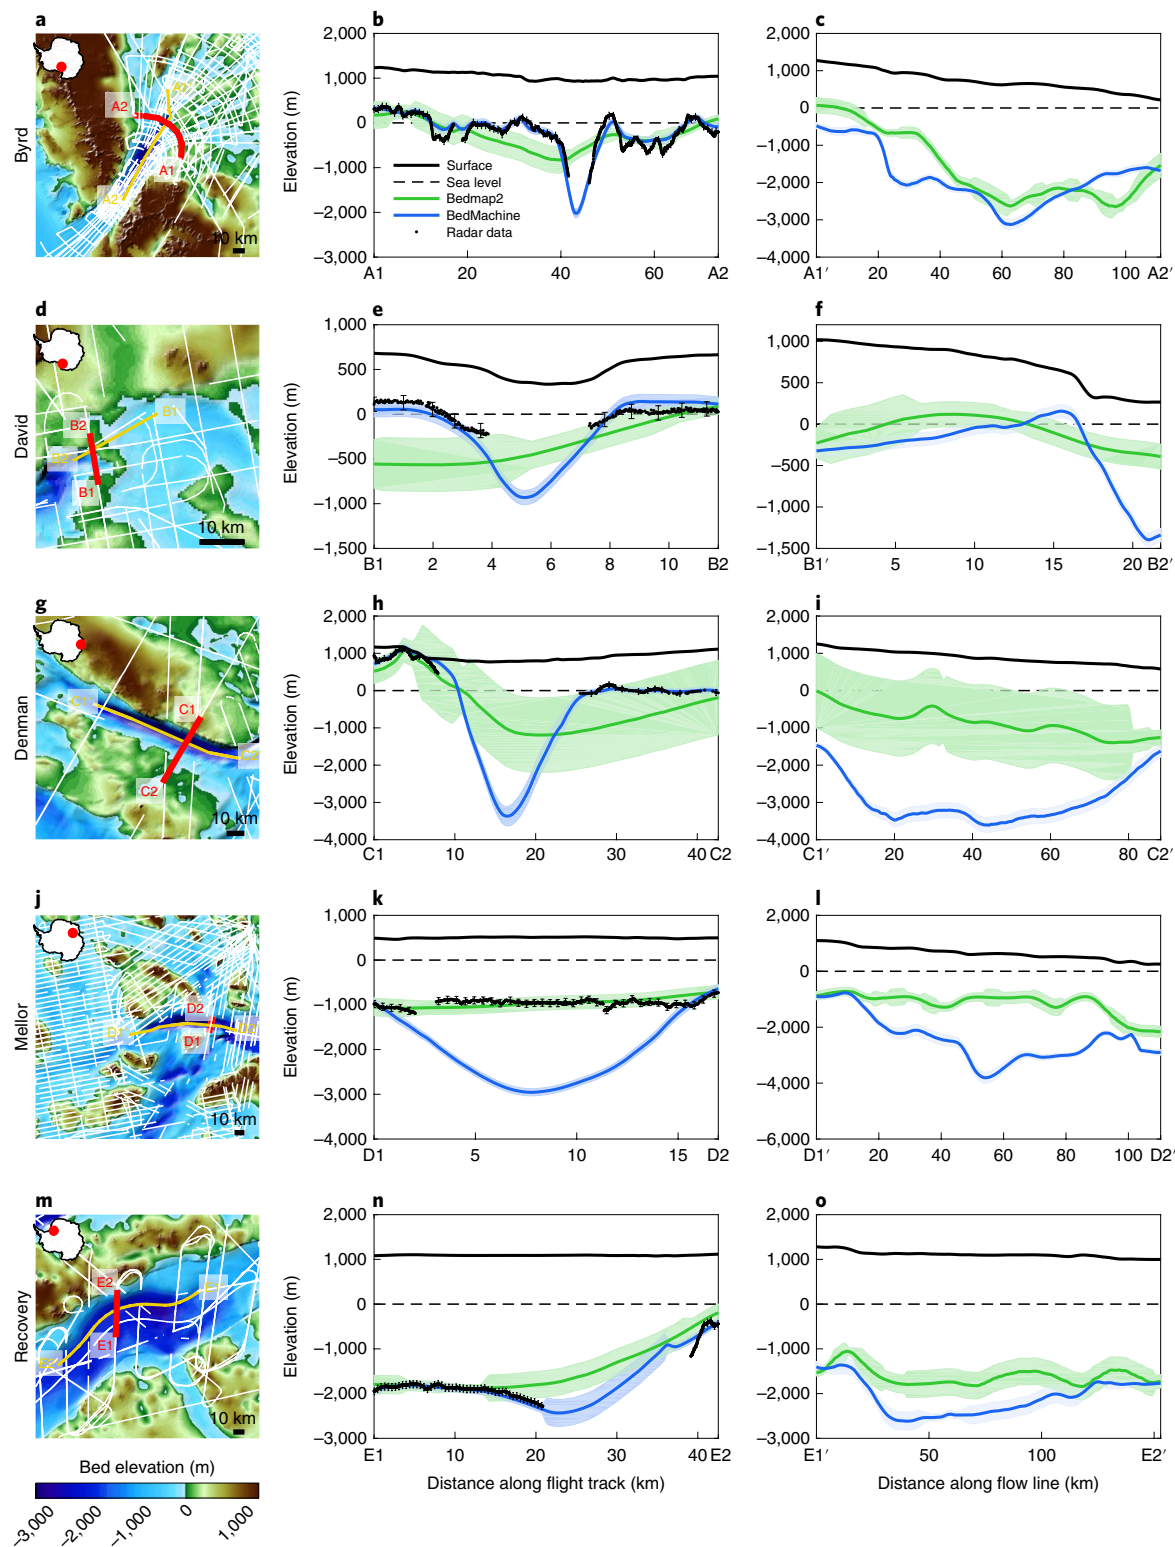 a
b
c
Byrd
A1
A2
A1
A2
10 km
Elevation (m)
2,000
1,000
0
–1,000
–2,000
–3,000
Surface
Sea level
Bedmap2
BedMachine
Radar data
A1 20 40 60 A2
2,000
1,000
0
–1,000
–2,000
–3,000
–4,000
A1′ 20 40 60 80 100 A2′
d
e
f
David
B1
B2
B2
B1
10 km
Elevation (m)
1,000
500
0
–500
–1,000
–1,500
B1 2 4 6 8 10 B2
1,000
500
0
–500
–1,000
–1,500
B1′ 5 10 15 20 B2′
g
h
i
Denman
C1
C1
C2
C2
10 km
Elevation (m)
2,000
1,000
0
–1,000
–2,000
–3,000
–4,000
C1 10 20 30 40 C2
2,000
1,000
0
–1,000
–2,000
–3,000
–4,000
C1′ 20 40 60 80 C2′
j
k
l
Mellor
D2
D1
D2
D1
10 km
Elevation (m)
1,000
0
–1,000
–2,000
–3,000
–4,000
D1 5 10 15 D2
2,000
0
–2,000
–4,000
–6,000
D1′ 20 40 60 80 100 D2′
m
n
o
Recovery
E2
E1
E1
E2
10 km
Elevation (m)
2,000
1,000
0
–1,000
–2,000
–3,000
E1 10 20 30 40 E2
Distance along flight track (km)
2,000
1,000
0
–1,000
–2,000
–3,000
E1′ 50 100 E2′
Distance along flow line (km)
Bed elevation (m)
–3,000 –2,000 –1,000 0 1,000